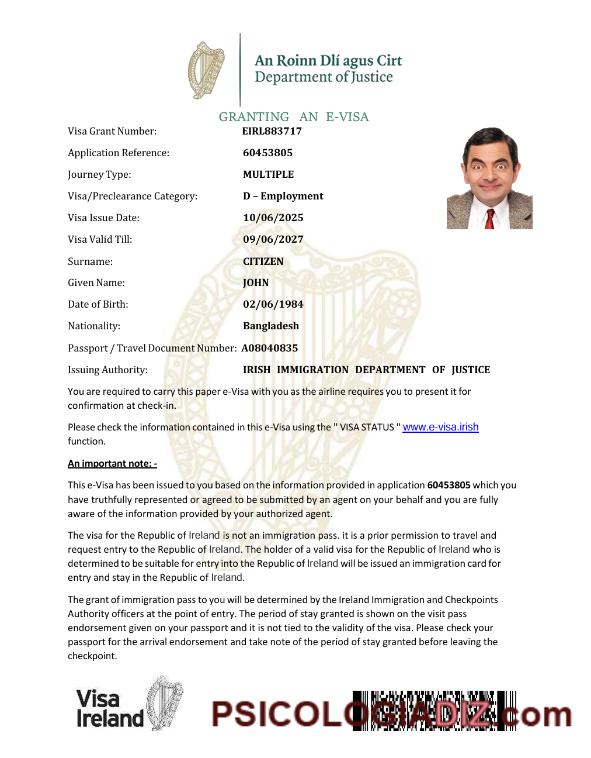 An Roinn Dlí agus Cirt
Department of Justice
GRANTING AN E-VISA
Visa Grant Number: EIRL883717
Application Reference: 60453805
Journey Type: MULTIPLE
Visa/Preclearance Category: D – Employment
Visa Issue Date: 10/06/2025
Visa Valid Till: 09/06/2027
Surname: CITIZEN
Given Name: JOHN
Date of Birth: 02/06/1984
Nationality: Bangladesh
Passport / Travel Document Number: A08040835
Issuing Authority: IRISH IMMIGRATION DEPARTMENT OF JUSTICE
You are required to carry this paper e-Visa with you as the airline requires you to present it for
confirmation at check-in.
Please check the information contained in this e-Visa using the " VISA STATUS " www.e-visa.irish
function.
An important note: -
This e-Visa has been issued to you based on the information provided in application 60453805 which you
have truthfully represented or agreed to be submitted by an agent on your behalf and you are fully
aware of the information provided by your authorized agent.
The visa for the Republic of Ireland is not an immigration pass. it is a prior permission to travel and
request entry to the Republic of Ireland. The holder of a valid visa for the Republic of Ireland who is
determined to be suitable for entry into the Republic of Ireland will be issued an immigration card for
entry and stay in the Republic of Ireland.
The grant of immigration pass to you will be determined by the Ireland Immigration and Checkpoints
Authority officers at the point of entry. The period of stay granted is shown on the visit pass
endorsement given on your passport and it is not tied to the validity of the visa. Please check your
passport for the arrival endorsement and take note of the period of stay granted before leaving the
checkpoint.
Visa
Ireland
PSICOLOGIADIZ.com